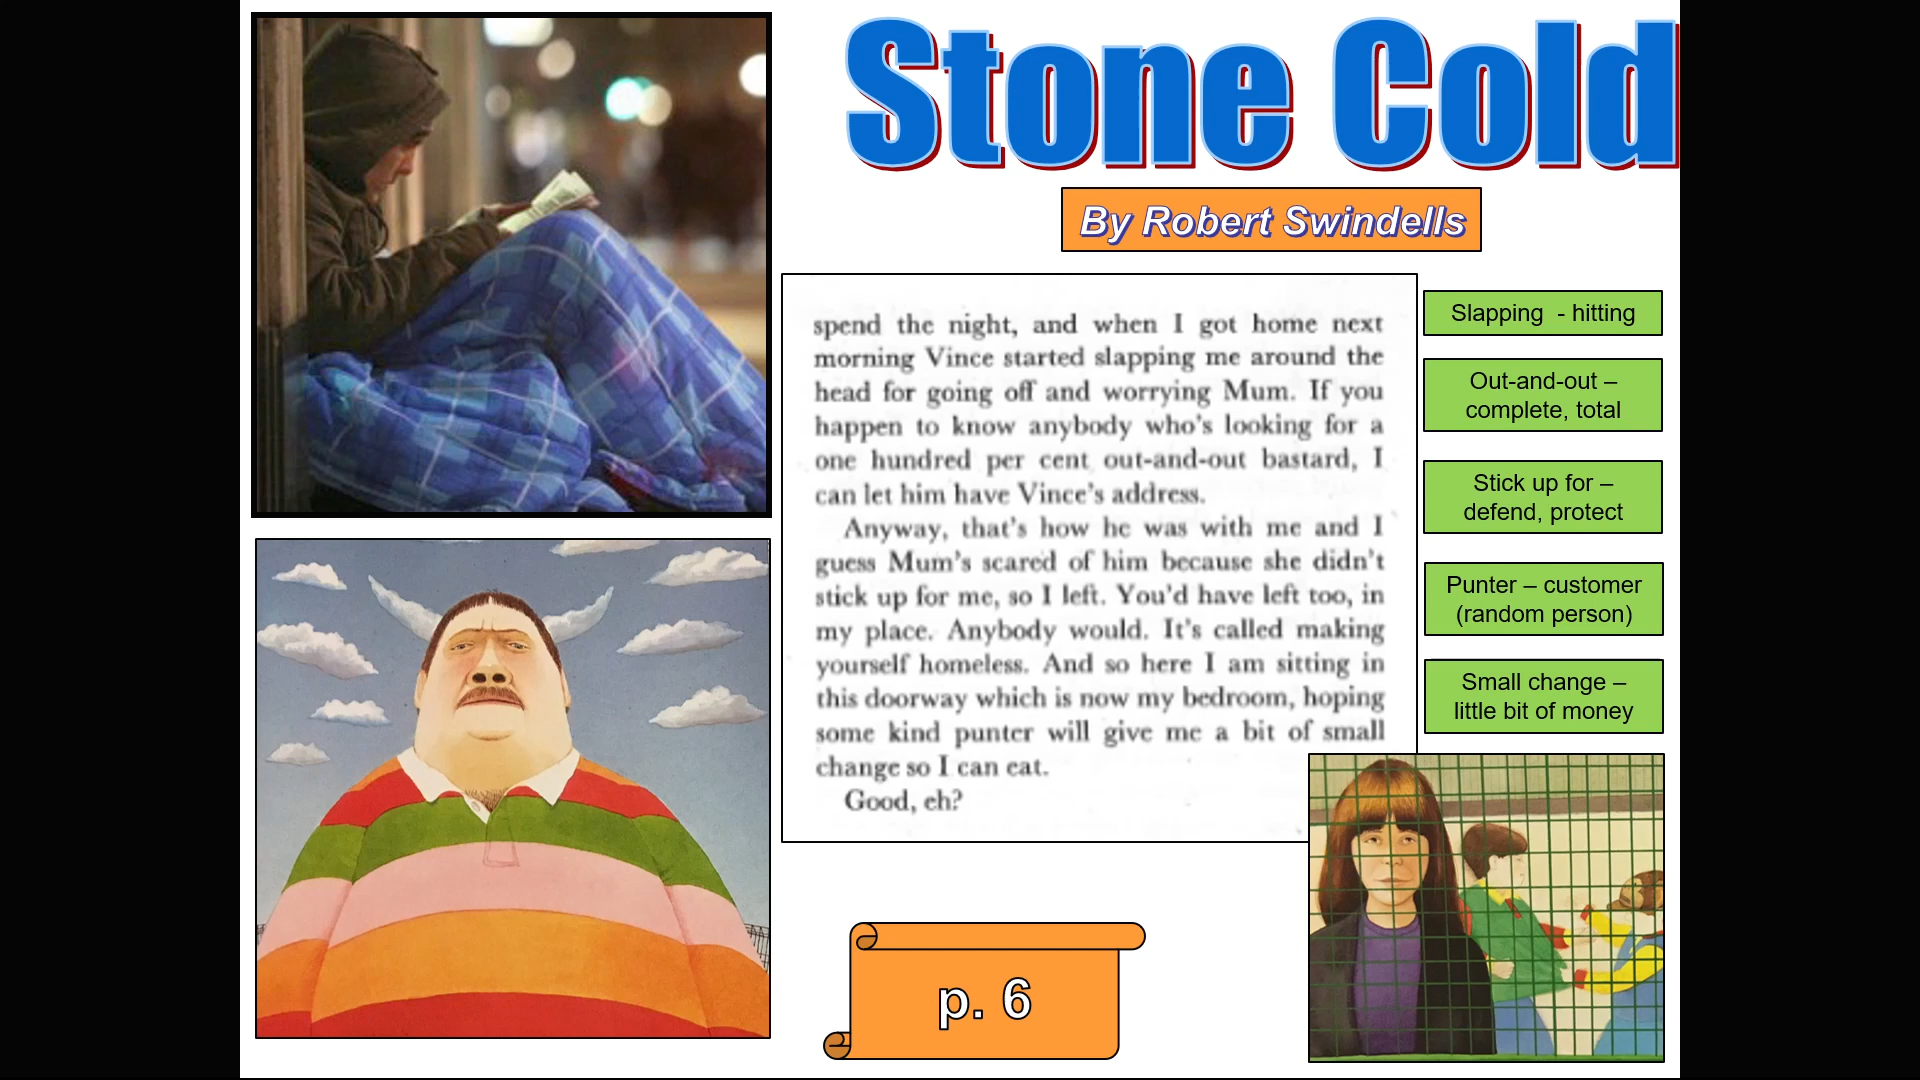 Stone Cold
By Robert Swindells
spend the night, and when I got home next
morning Vince started slapping me around the
head for going off and worrying Mum. If you
happen to know anybody who's looking for a
one hundred per cent out-and-out bastard, I
can let him have Vince's address.
Anyway, that's how he was with me and I
guess Mum's scared of him because she didn't
stick up for me, so I left. You'd have left too, in
my place. Anybody would. It's called making
yourself homeless. And so here I am sitting in
this doorway which is now my bedroom, hoping
some kind punter will give me a bit of small
change so I can eat.
Good, eh?
Slapping - hitting
Out-and-out –
complete, total
Stick up for –
defend, protect
Punter – customer
(random person)
Small change –
little bit of money
p. 6